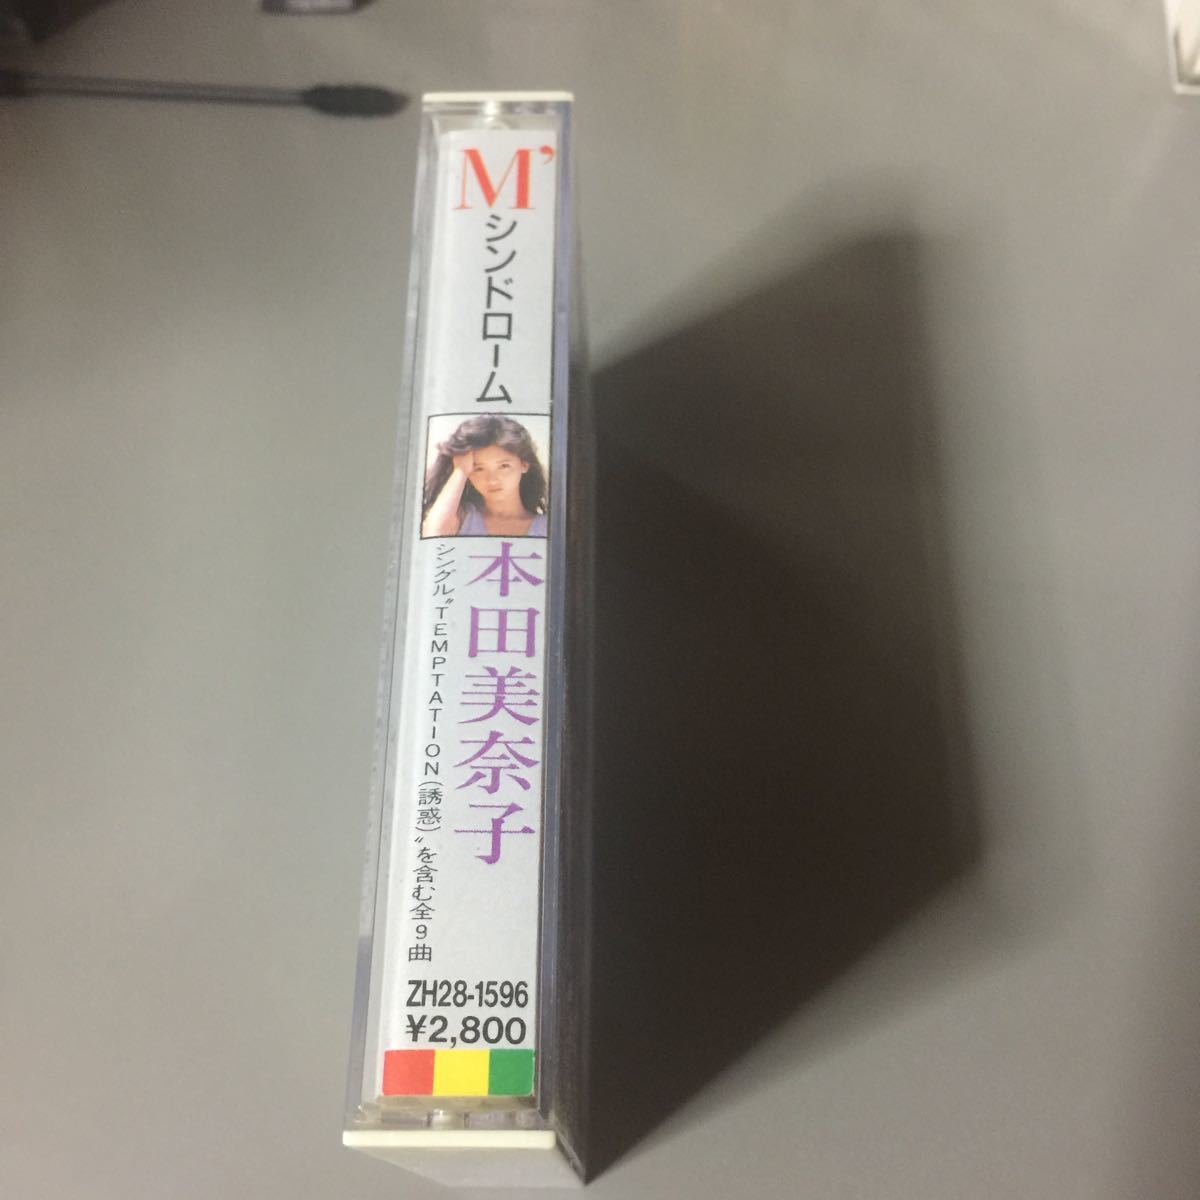 M'シンドローム
本田美奈子
シングル〝TEMPTATION(誘惑)〟を含む全9曲
ZH28-1596
¥2,800